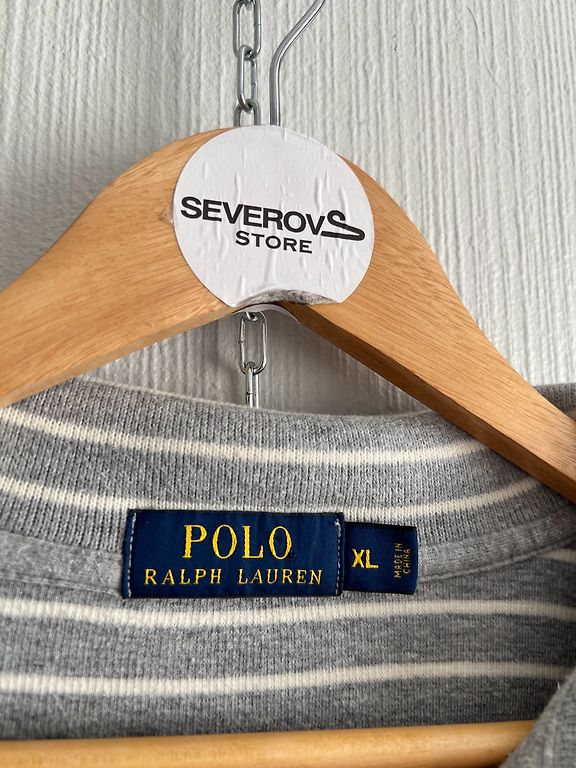 SEVEROVS
STORE
POLO
RALPH LAUREN
XL
MADE IN
CHINA